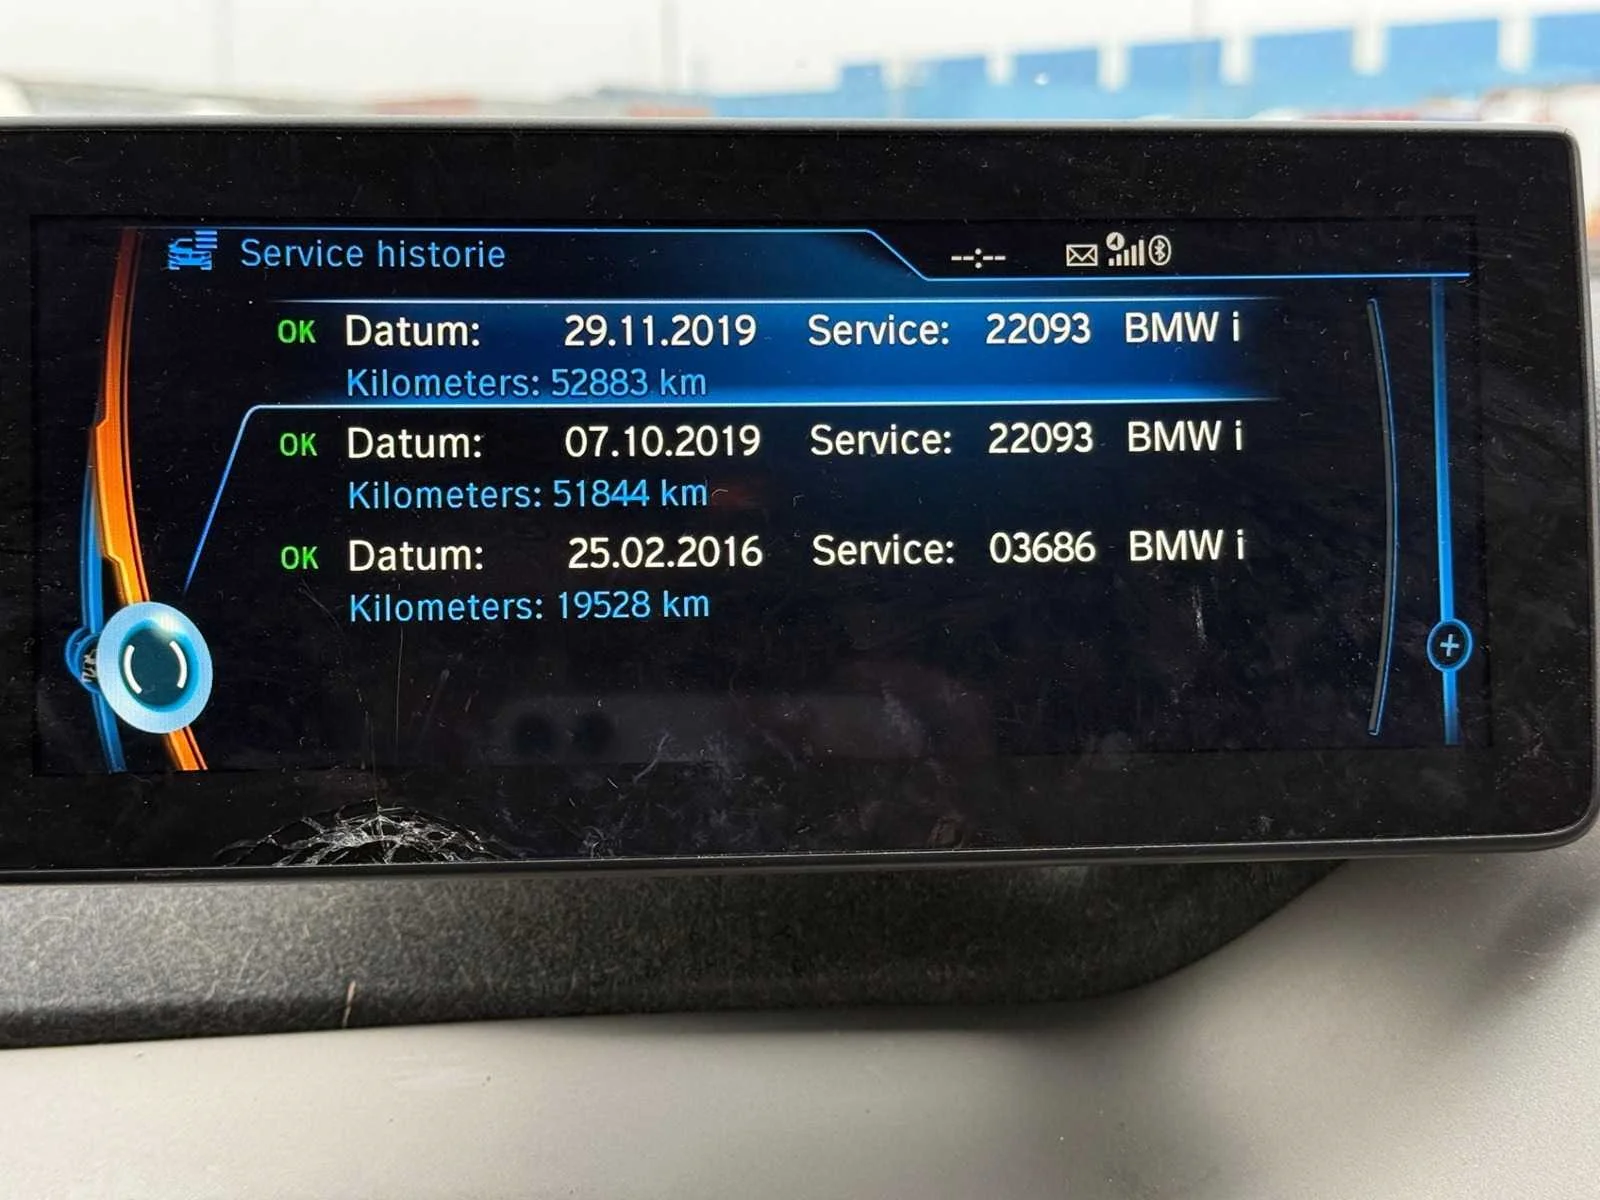 Service historie --:--
OK Datum: 29.11.2019 Service: 22093 BMW i
Kilometers: 52883 km
OK Datum: 07.10.2019 Service: 22093 BMW i
Kilometers: 51844 km
OK Datum: 25.02.2016 Service: 03686 BMW i
Kilometers: 19528 km